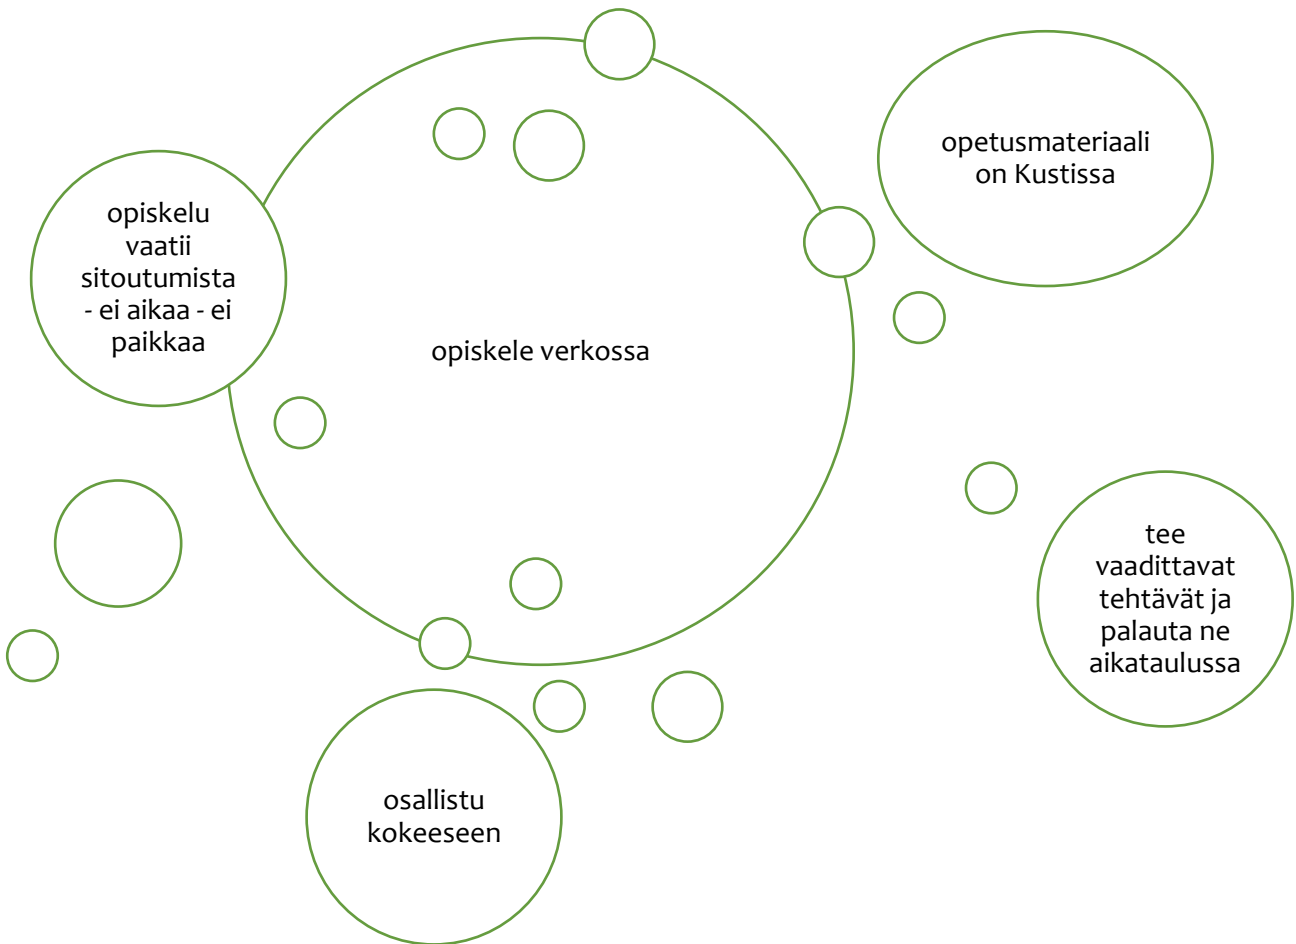 opetusmateriaali
on Kustissa
opiskelu
vaatii
sitoutumista
- ei aikaa - ei
paikkaa
opiskele verkossa
tee
vaadittavat
tehtävät ja
palauta ne
aikataulussa
osallistu
kokeeseen